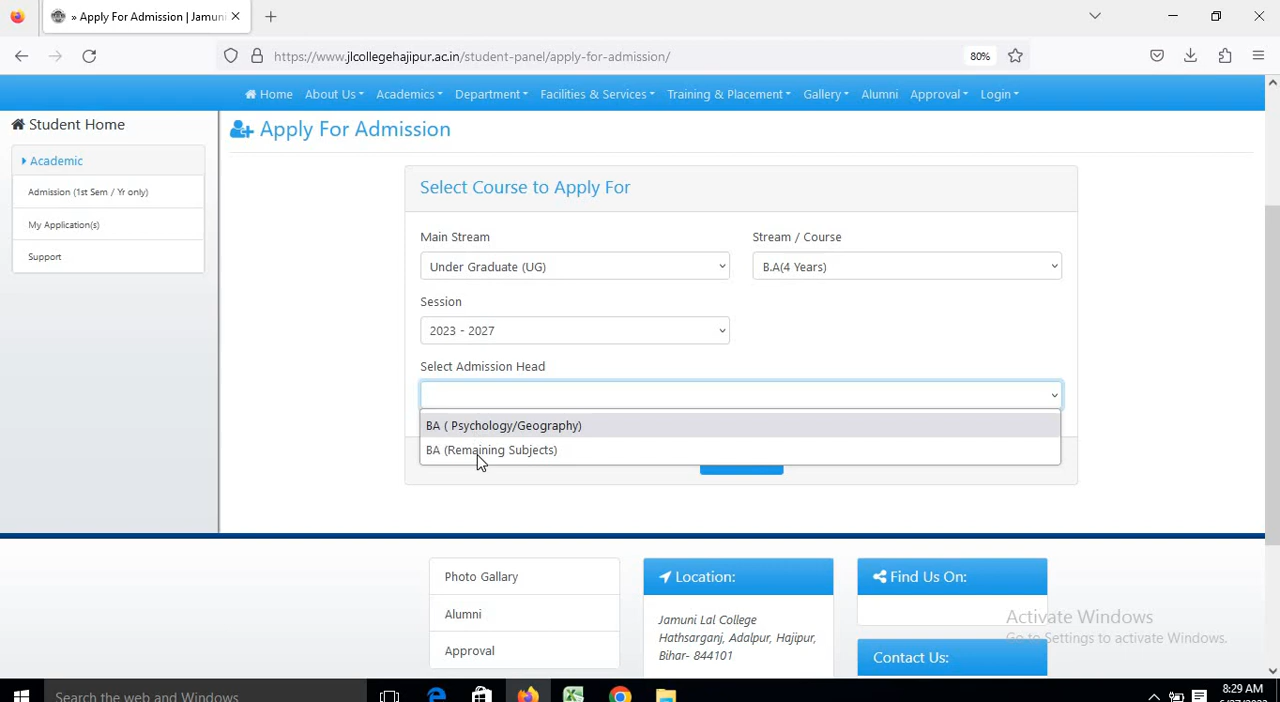 » Apply For Admission | Jamuni
https://www.jlcollegehajipur.ac.in/student-panel/apply-for-admission/
80%
Home
About Us
Academics
Department
Facilities & Services
Training & Placement
Gallery
Alumni
Approval
Login
Student Home
Academic
Admission (1st Sem / Yr only)
My Application(s)
Support
Apply For Admission
Select Course to Apply For
Main Stream
Stream / Course
Under Graduate (UG)
B.A(4 Years)
Session
2023 - 2027
Select Admission Head
BA ( Psychology/Geography)
BA (Remaining Subjects)
Photo Gallary
Alumni
Approval
Location:
Jamuni Lal College
Hathsarganj, Adalpur, Hajipur,
Bihar- 844101
Find Us On:
Contact Us:
Activate Windows
Go to Settings to activate Windows.
Search the web and Windows
8:29 AM